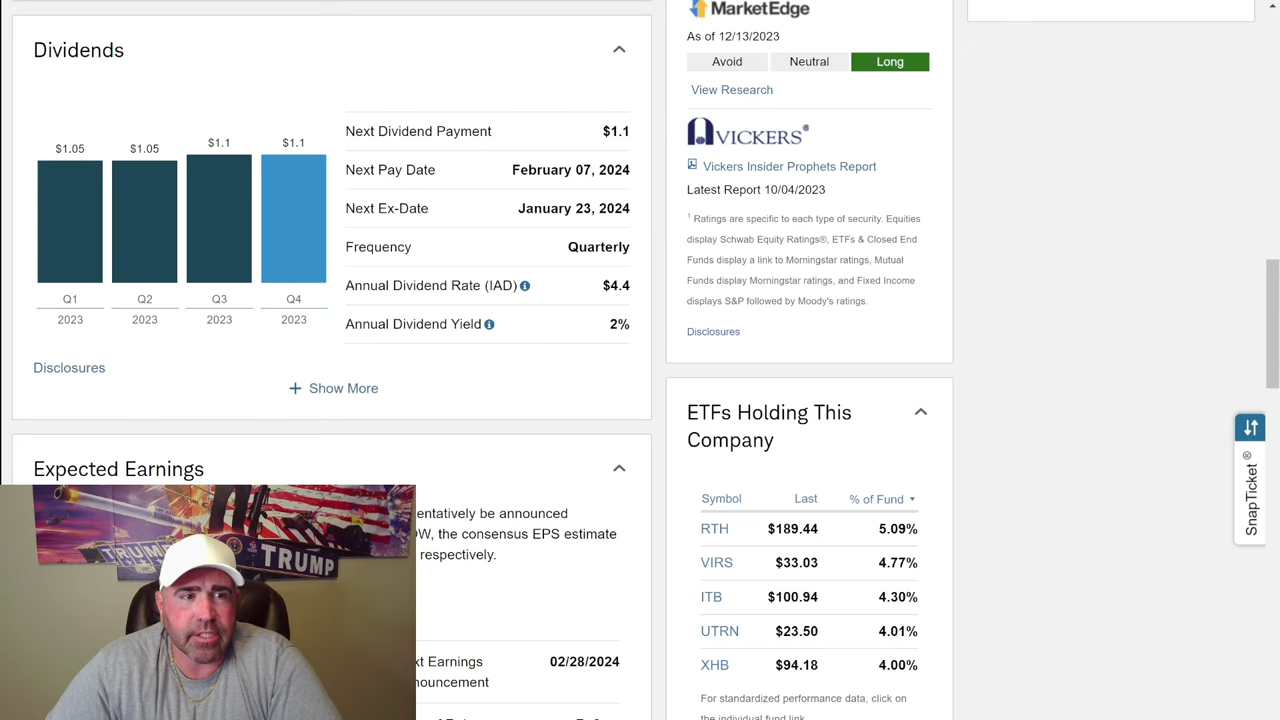 Dividends
$1.05
$1.05
$1.1
$1.1
Q1
Q2
Q3
Q4
2023
2023
2023
2023
Next Dividend Payment $1.1
Next Pay Date February 07, 2024
Next Ex-Date January 23, 2024
Frequency Quarterly
Annual Dividend Rate (IAD) $4.4
Annual Dividend Yield 2%
Disclosures
+ Show More
Expected Earnings
entatively be announced
W, the consensus EPS estimate
respectively.
xt Earnings 02/28/2024
nouncement
TRUMP
TRUMP
MarketEdge
As of 12/13/2023
Avoid Neutral Long
View Research
VICKERS®
Vickers Insider Prophets Report
Latest Report 10/04/2023
1 Ratings are specific to each type of security. Equities
display Schwab Equity Ratings®, ETFs & Closed End
Funds display a link to Morningstar ratings, Mutual
Funds display Morningstar ratings, and Fixed Income
displays S&P followed by Moody's ratings.
Disclosures
ETFs Holding This
Company
Symbol Last % of Fund
RTH $189.44 5.09%
VIRS $33.03 4.77%
ITB $100.94 4.30%
UTRN $23.50 4.01%
XHB $94.18 4.00%
For standardized performance data, click on
the individual fund link
SnapTicket ®